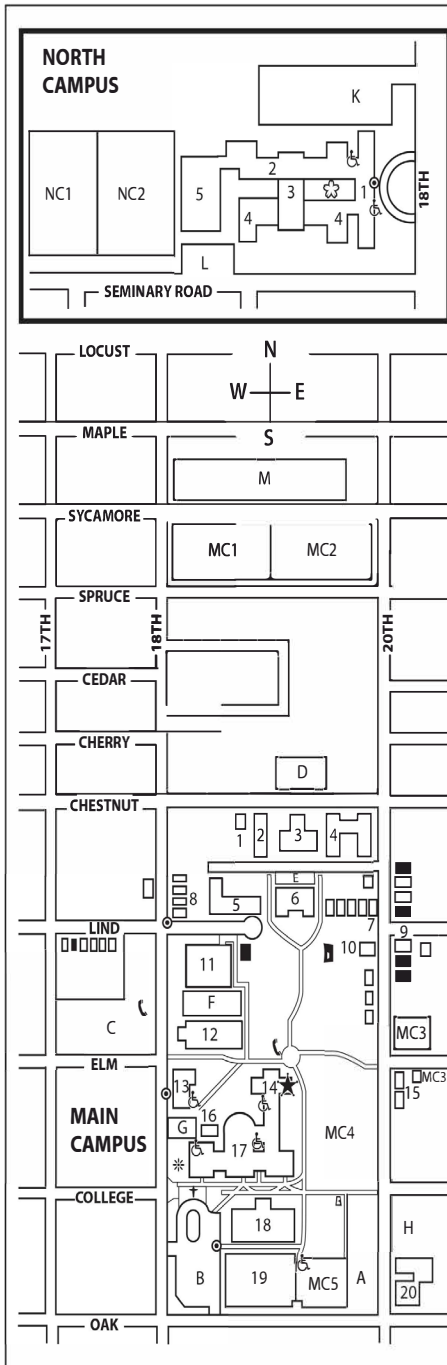 NORTH
CAMPUS
K
2
1
18TH
NC1
NC2
5
3
4
4
L
SEMINARY ROAD
LOCUST
N
W
E
S
MAPLE
M
SYCAMORE
MC1
MC2
SPRUCE
17TH
18TH
20TH
CEDAR
CHERRY
D
CHESTNUT
1
2
3
4
E
8
5
6
7
LIND
9
10
11
F
C
12
MC3
ELM
13
14
MC3
15
MAIN
CAMPUS
G
16
17
MC4
COLLEGE
18
H
B
19
MC5
A
20
OAK